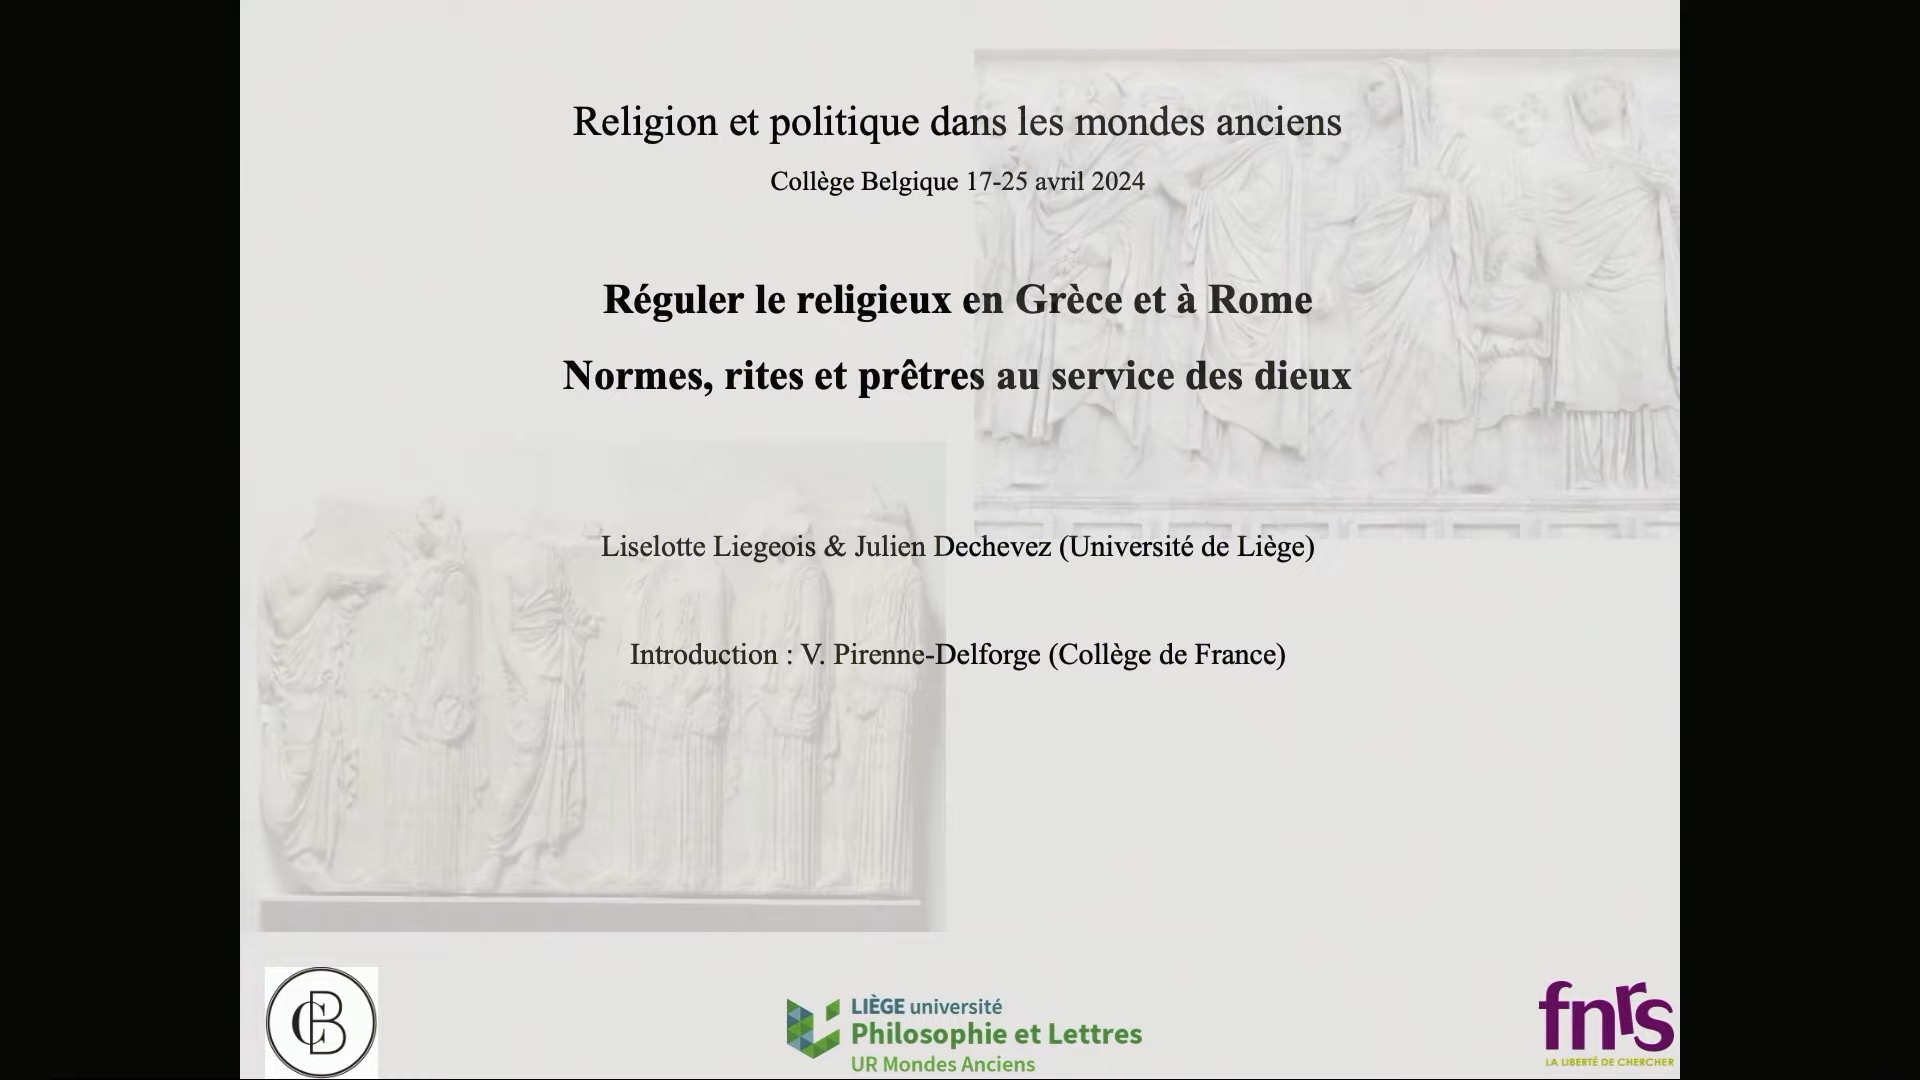 Religion et politique dans les mondes anciens
Collège Belgique 17-25 avril 2024
Réguler le religieux en Grèce et à Rome
Normes, rites et prêtres au service des dieux
Liselotte Liegeois & Julien Dechevez (Université de Liège)
Introduction : V. Pirenne-Delforge (Collège de France)
CB
LIÈGE université
Philosophie et Lettres
UR Mondes Anciens
fnrs
LA LIBERTÉ DE CHERCHER